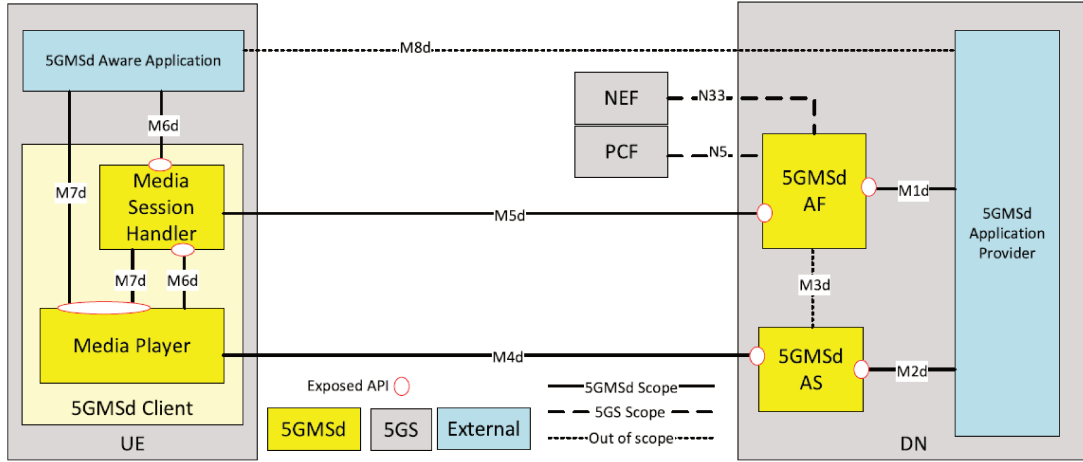 5GMSd Aware Application
M8d
NEF
N33
PCF
N5
M6d
M7d
Media
Session
Handler
5GMSd
AF
M1d
5GMSd
Application
Provider
M5d
M7d
M6d
M3d
Media Player
M4d
5GMSd
AS
M2d
Exposed API
5GMSd Scope
5GS Scope
Out of scope
5GMSd Client
5GMSd
5GS
External
UE
DN